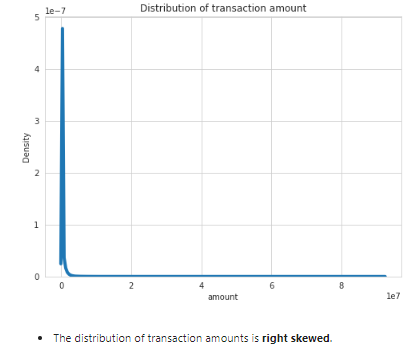 Distribution of transaction amount
1e-7
5
4
3
2
1
0
Density
0 2 4 6 8
amount
1e7
• The distribution of transaction amounts is right skewed.